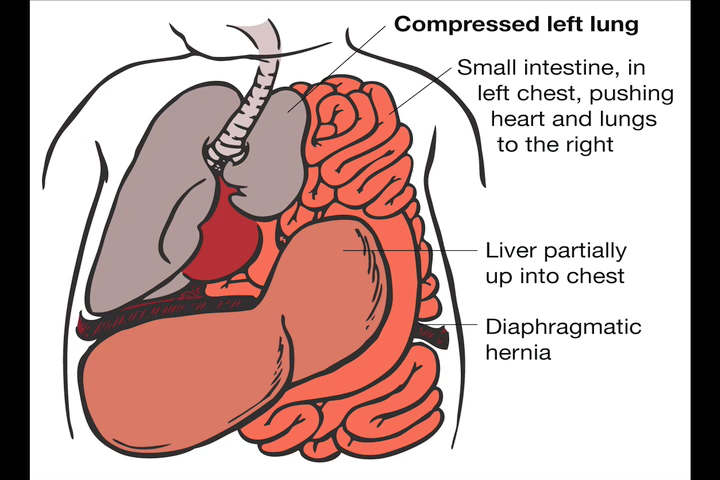 Compressed left lung
Small intestine, in
left chest, pushing
heart and lungs
to the right
Liver partially
up into chest
Diaphragmatic
hernia